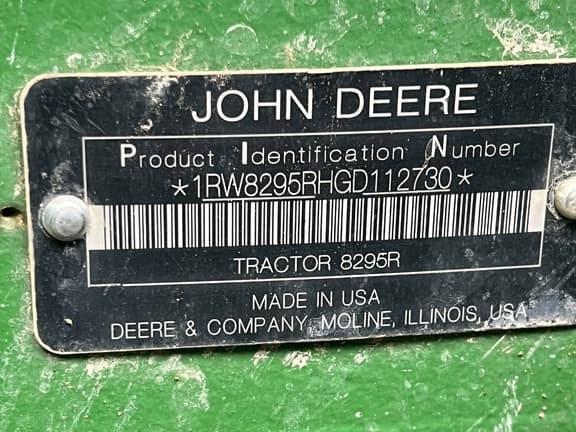 JOHN DEERE
Product Identification Number
*1RW8295RHGD112730*
TRACTOR 8295R
MADE IN USA
DEERE & COMPANY, MOLINE, ILLINOIS, USA